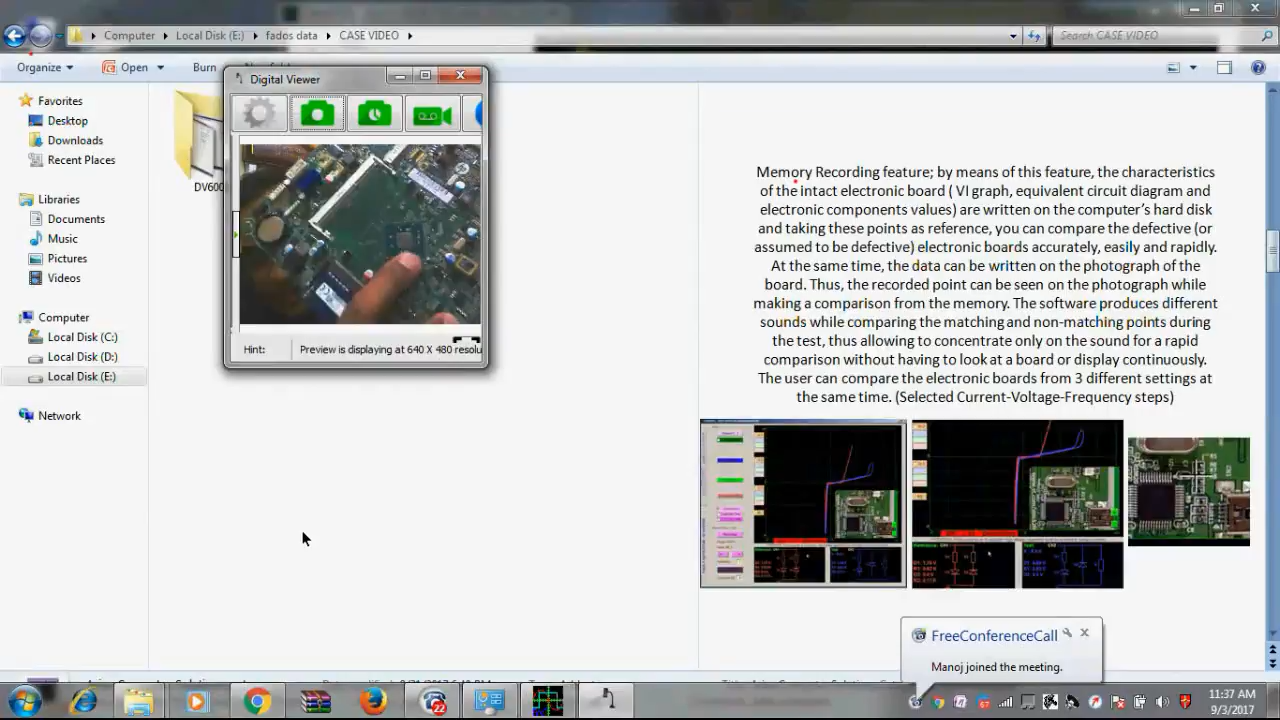 Computer Local Disk (E:) fados data CASE VIDEO
Search CASE VIDEO
Organize Open Burn
Favorites
Desktop
Downloads
Recent Places
Libraries
Documents
Music
Pictures
Videos
Computer
Local Disk (C:)
Local Disk (D:)
Local Disk (E:)
Network
Digital Viewer
Hint: Preview is displaying at 640 X 480 resolu
DV600
Memory Recording feature; by means of this feature, the characteristics
of the intact electronic board ( VI graph, equivalent circuit diagram and
electronic components values) are written on the computer's hard disk
and taking these points as reference, you can compare the defective (or
assumed to be defective) electronic boards accurately, easily and rapidly.
At the same time, the data can be written on the photograph of the
board. Thus, the recorded point can be seen on the photograph while
making a comparison from the memory. The software produces different
sounds while comparing the matching and non-matching points during
the test, thus allowing to concentrate only on the sound for a rapid
comparison without having to look at a board or display continuously.
The user can compare the electronic boards from 3 different settings at
the same time. (Selected Current-Voltage-Frequency steps)
FreeConferenceCall
Manoj joined the meeting.
22
11:37 AM
9/3/2017